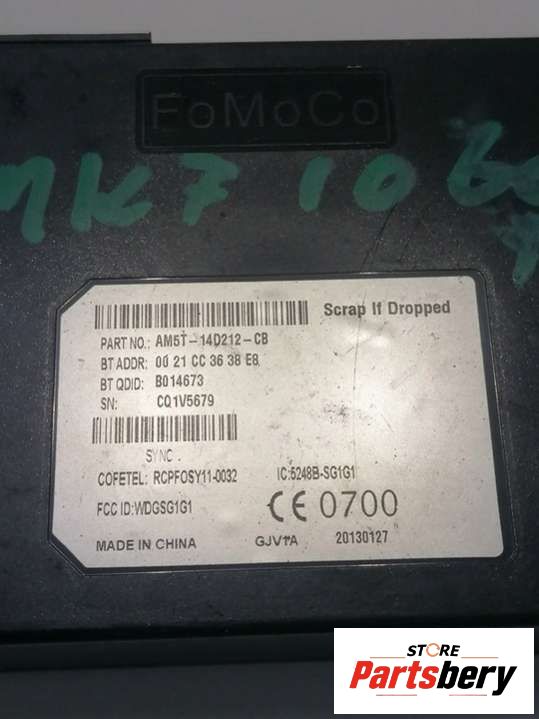 FoMoCo
MK7 10
Scrap If Dropped
PART NO.: AM5T-14D212-CB
BT ADDR: 00 21 CC 36 38 E8
BT QDID: B014673
SN: CQ1V5679
SYNC
COFETEL: RCPFOSY11-0032 IC:5248B-SG1G1
FCC ID:WDGSG1G1 CE 0700
MADE IN CHINA GJV1A 20130127
STORE
Partsbery